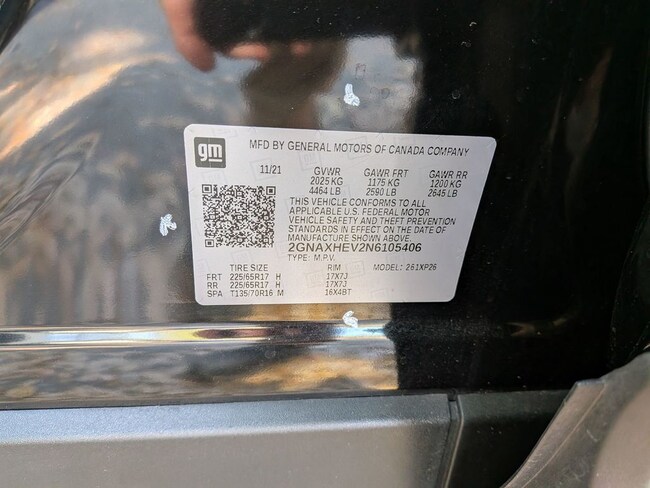 gm
MFD BY GENERAL MOTORS OF CANADA COMPANY
11/21 GVWR GAWR FRT GAWR RR
2025 KG 1175 KG 1200 KG
4464 LB 2590 LB 2645 LB
THIS VEHICLE CONFORMS TO ALL
APPLICABLE U.S. FEDERAL MOTOR
VEHICLE SAFETY AND THEFT PREVENTION
STANDARDS IN EFFECT ON THE DATE OF
MANUFACTURE SHOWN ABOVE.
2GNAXHEV2N6105406
TYPE: M.P.V.
TIRE SIZE RIM MODEL: 261XP26
FRT 225/65R17 H 17X7J
RR 225/65R17 H 17X7J
SPA T135/70R16 M 16X4BT